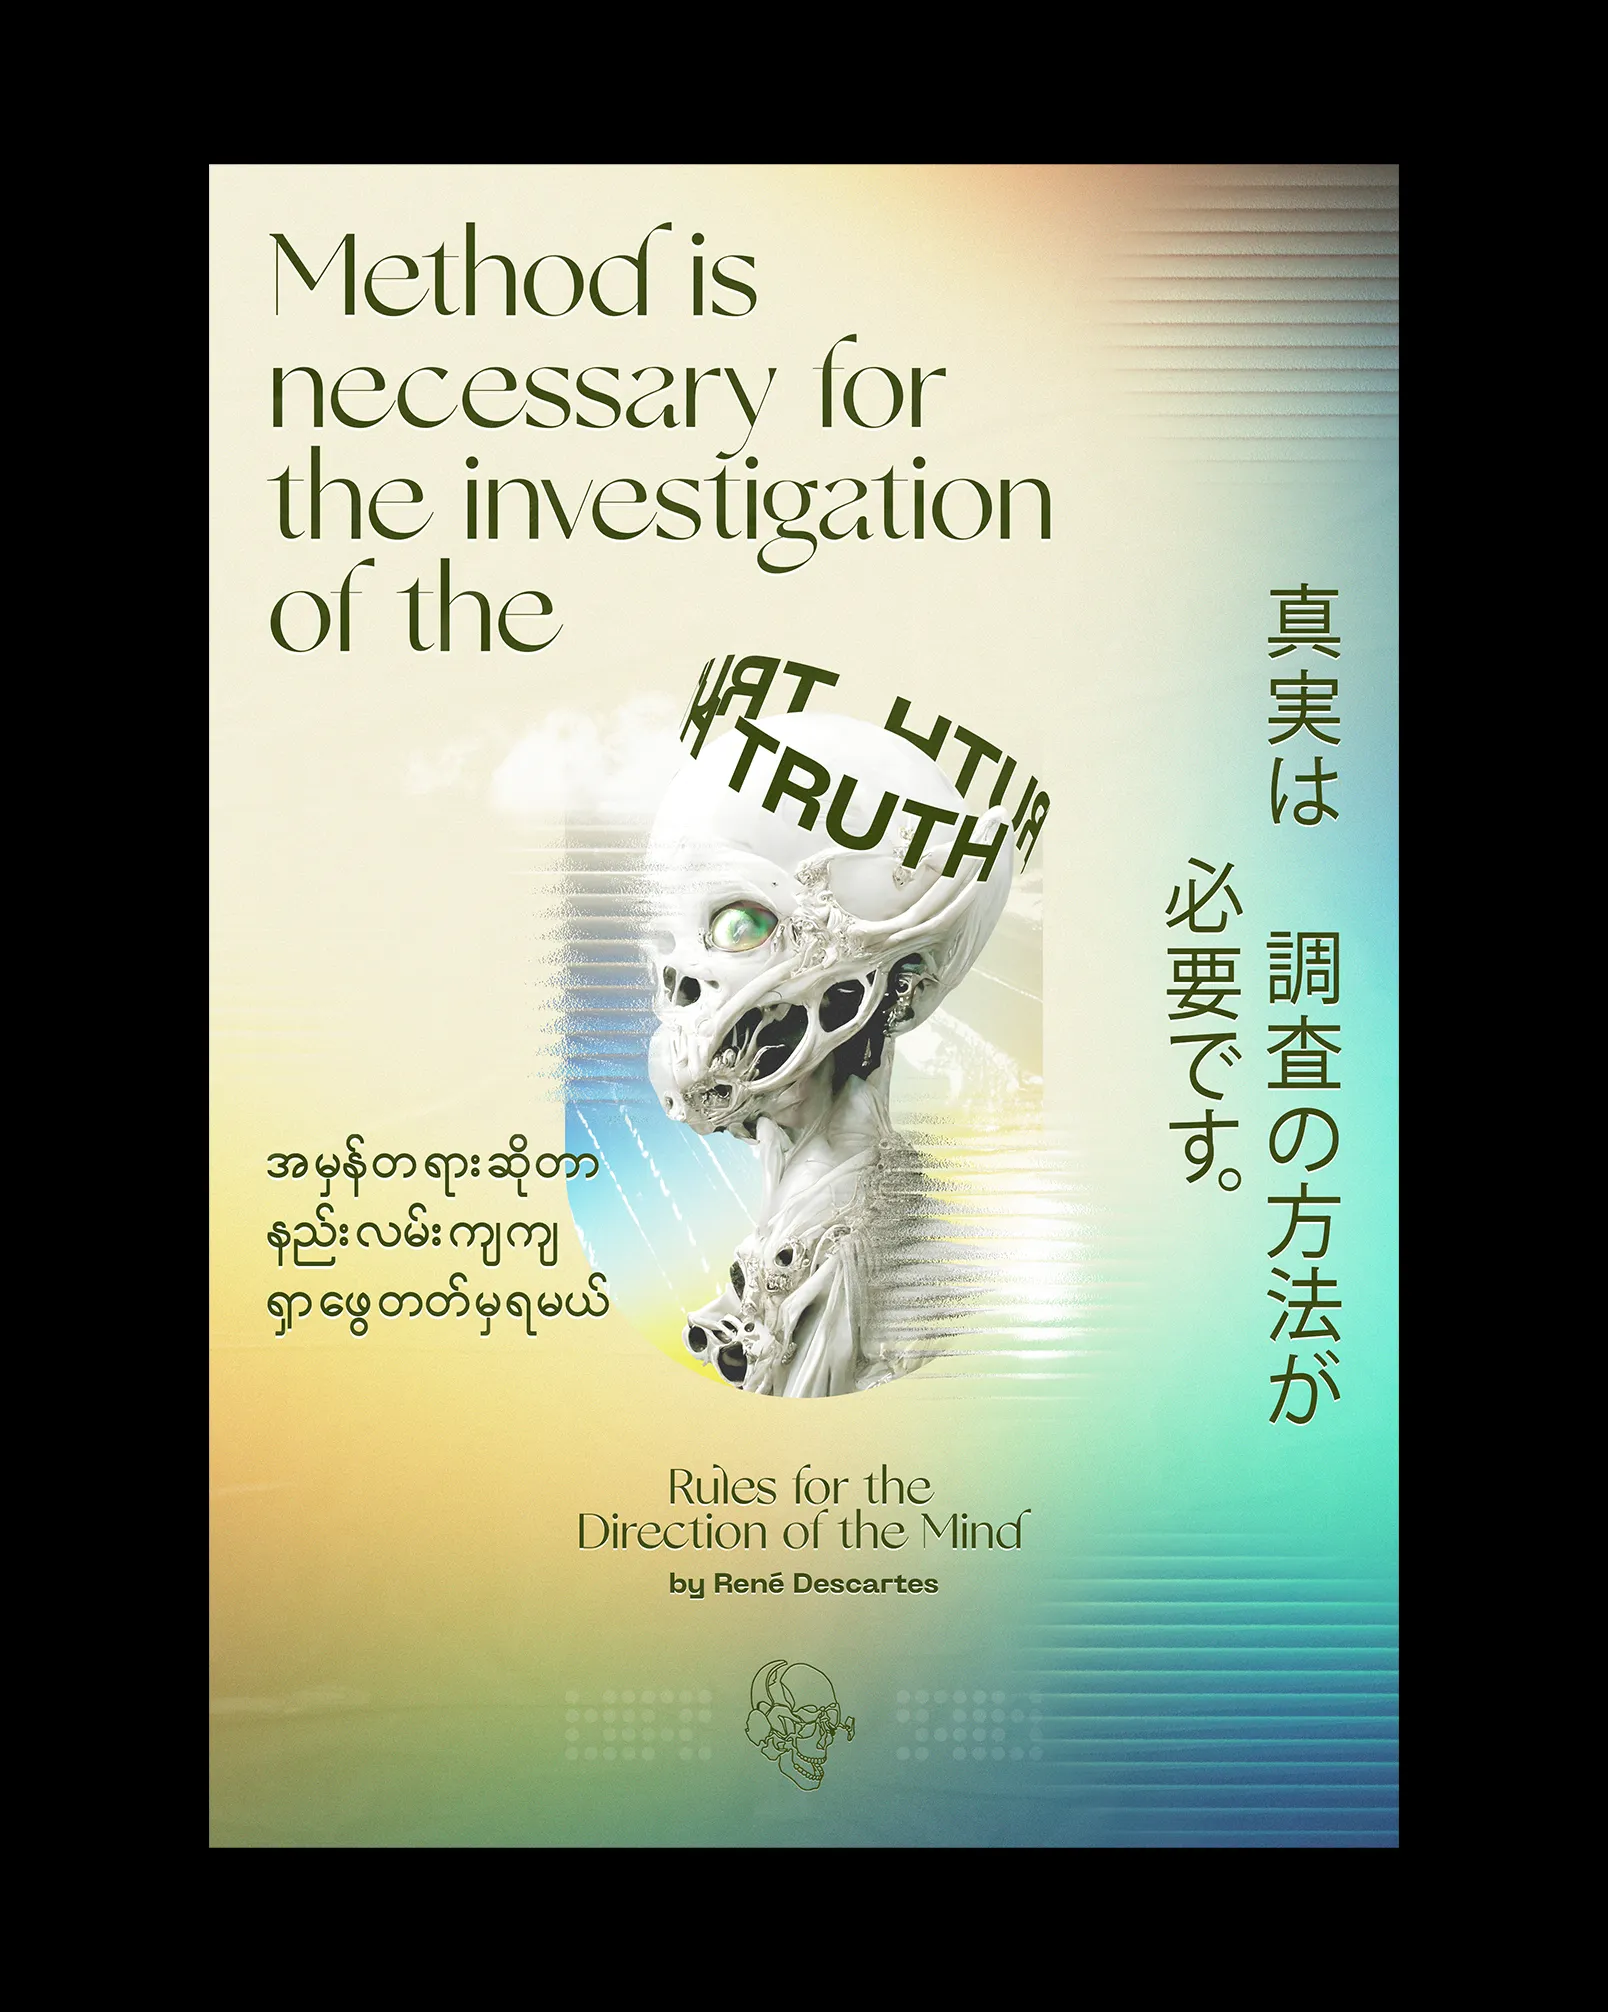 Method is
necessary for
the investigation
of the
TRUTH
真実は 調査の方法が
必要です。
အမှန်တရားဆိုတာ
နည်းလမ်းကျကျ
ရှာဖွေတတ်မှရမယ်
Rules for the
Direction of the Mind
by René Descartes